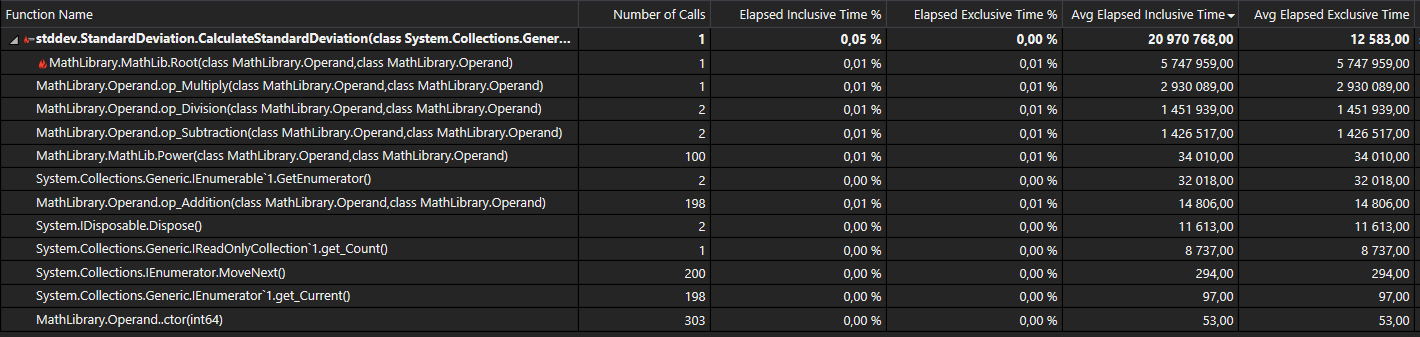 Function Name Number of Calls Elapsed Inclusive Time % Elapsed Exclusive Time % Avg Elapsed Inclusive Time Avg Elapsed Exclusive Time
stddev.StandardDeviation.CalculateStandardDeviation(class System.Collections.Gener... 1 0,05 % 0,00 % 20 970 768,00 12 583,00
MathLibrary.MathLib.Root(class MathLibrary.Operand,class MathLibrary.Operand) 1 0,01 % 0,01 % 5 747 959,00 5 747 959,00
MathLibrary.Operand.op_Multiply(class MathLibrary.Operand,class MathLibrary.Operand) 1 0,01 % 0,01 % 2 930 089,00 2 930 089,00
MathLibrary.Operand.op_Division(class MathLibrary.Operand,class MathLibrary.Operand) 2 0,01 % 0,01 % 1 451 939,00 1 451 939,00
MathLibrary.Operand.op_Subtraction(class MathLibrary.Operand,class MathLibrary.Operand) 2 0,01 % 0,01 % 1 426 517,00 1 426 517,00
MathLibrary.MathLib.Power(class MathLibrary.Operand,class MathLibrary.Operand) 100 0,01 % 0,01 % 34 010,00 34 010,00
System.Collections.Generic.IEnumerable`1.GetEnumerator() 2 0,00 % 0,00 % 32 018,00 32 018,00
MathLibrary.Operand.op_Addition(class MathLibrary.Operand,class MathLibrary.Operand) 198 0,01 % 0,01 % 14 806,00 14 806,00
System.IDisposable.Dispose() 2 0,00 % 0,00 % 11 613,00 11 613,00
System.Collections.Generic.IReadOnlyCollection`1.get_Count() 1 0,00 % 0,00 % 8 737,00 8 737,00
System.Collections.IEnumerator.MoveNext() 200 0,00 % 0,00 % 294,00 294,00
System.Collections.Generic.IEnumerator`1.get_Current() 198 0,00 % 0,00 % 97,00 97,00
MathLibrary.Operand..ctor(int64) 303 0,00 % 0,00 % 53,00 53,00